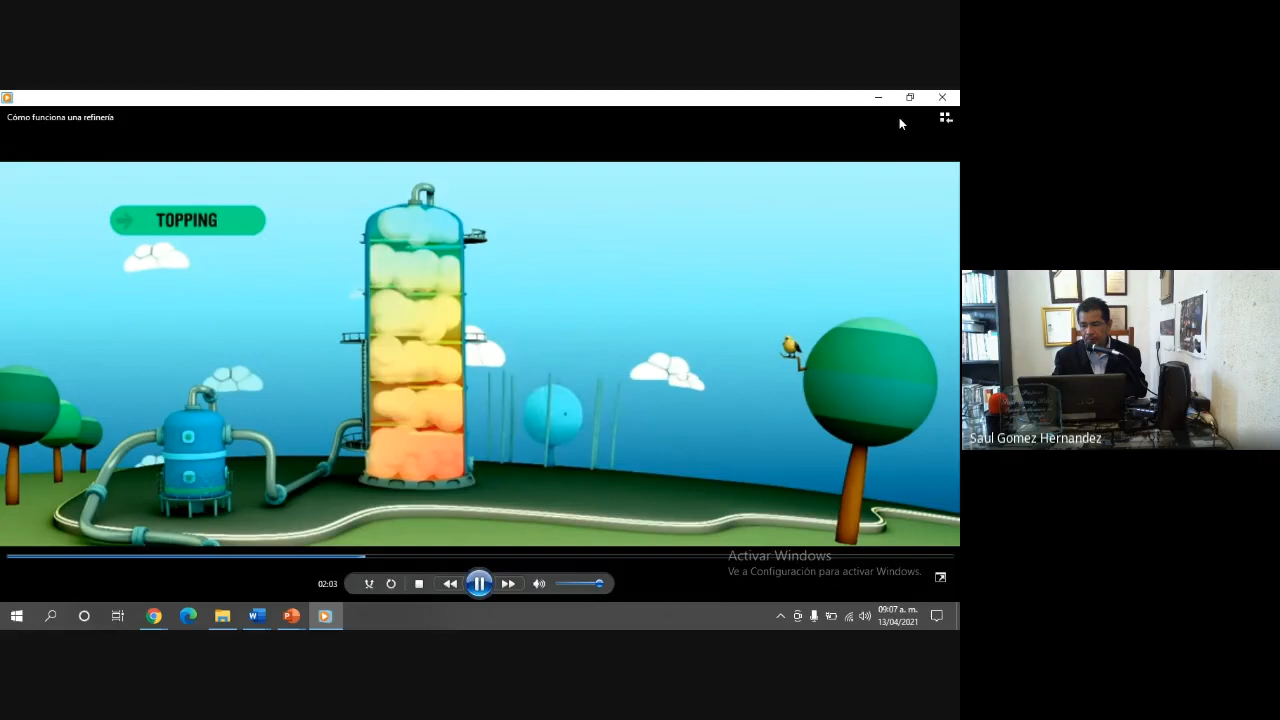 Cómo funciona una refinería
TOPPING
Saul Gomez Hernandez
Activar Windows
Ve a Configuración para activar Windows.
02:03
09:07 a. m.
13/04/2021